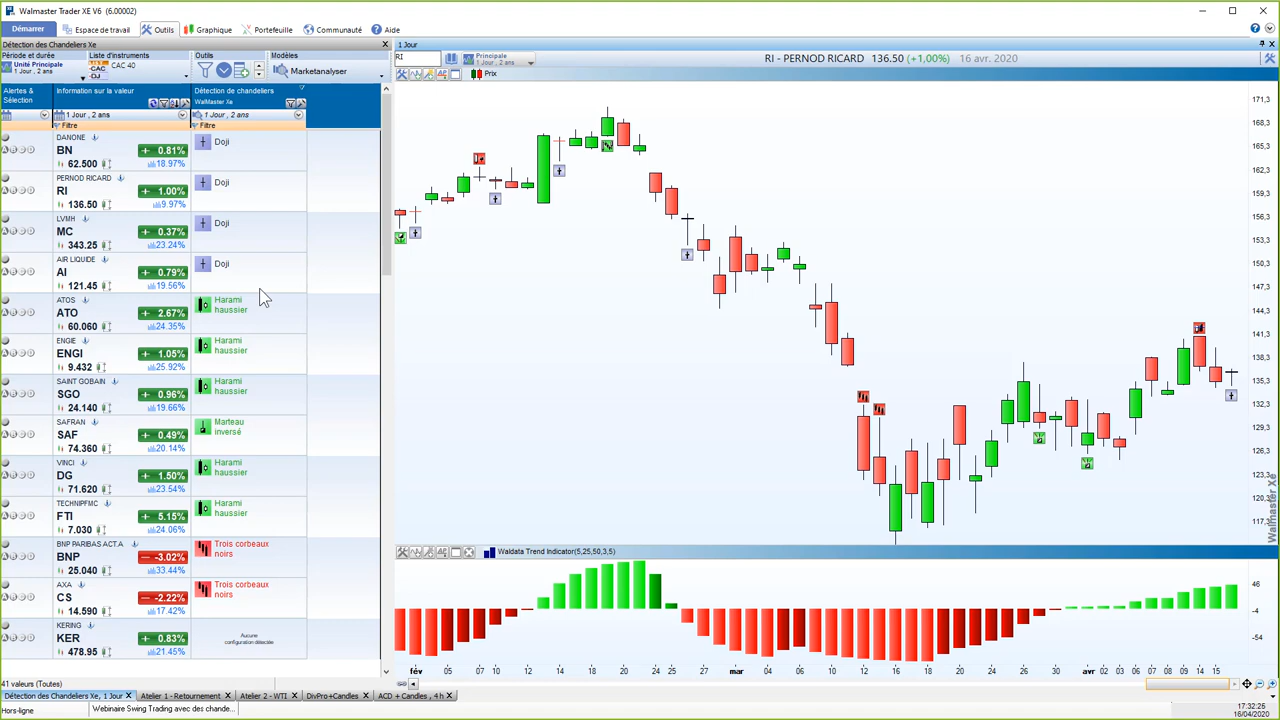 Walmaster Trader XE V6 (6.00002)
Démarrer Espace de travail Outils Graphique Portefeuille Communauté Aide
Détection des Chandeliers Xe
Période et durée Liste d'instruments Outils Modèles
Unité Principale
1 Jour , 2 ans
CAC 40
Marketanalyser
Alertes &
Sélection
Information sur la valeur
Détection de chandeliers
WalMaster Xe
1 Jour , 2 ans 1 Jour , 2 ans
Filtre Filtre
DANONE
BN 0.81%
62.500 18.97%
Doji
PERNOD RICARD
RI 1.00%
136.50 9.97%
Doji
LVMH
MC 0.37%
343.25 23.24%
Doji
AIR LIQUIDE
AI 0.79%
121.45 19.56%
Doji
ATOS
ATO 2.67%
60.060 24.35%
Harami
haussier
ENGIE
ENGI 1.05%
9.432 25.92%
Harami
haussier
SAINT GOBAIN
SGO 0.96%
24.140 19.66%
Harami
haussier
SAFRAN
SAF 0.49%
74.360 20.14%
Marteau
inversé
VINCI
DG 1.50%
71.620 23.54%
Harami
haussier
TECHNIPFMC
FTI 5.15%
7.030 24.06%
Harami
haussier
BNP PARIBAS ACT.A
BNP -3.02%
25.040 33.44%
Trois corbeaux
noirs
AXA
CS -2.22%
14.590 17.42%
Trois corbeaux
noirs
KERING
KER 0.83%
478.95 21.45%
Aucune
configuration détectée
41 valeurs (Toutes)
1 Jour
RI
Principale
1 Jour , 2 ans
RI - PERNOD RICARD 136.50 (+1,00%) 16 avr. 2020
Prix
171,3
168,3
165,3
162,3
159,3
156,3
153,3
150,3
147,3
144,3
141,3
138,3
135,3
132,3
129,3
126,3
123,3
120,3
117,3
Walmaster Xe
Waldata Trend Indicator(5,25,50,3,5)
46
-4
-54
fév 05 07 10 12 14 18 20 24 25 27 mar 04 06 10 12 16 18 20 24 26 30 avr 02 03 07 09 14 15
Détection des Chandeliers Xe, 1 Jour Atelier 1 - Retournement Atelier 2 - WTI DivPro+Candles ACD + Candles , 4 h
Hors-ligne Webinaire Swing Trading avec des chande...
17:32:25
16/04/2020